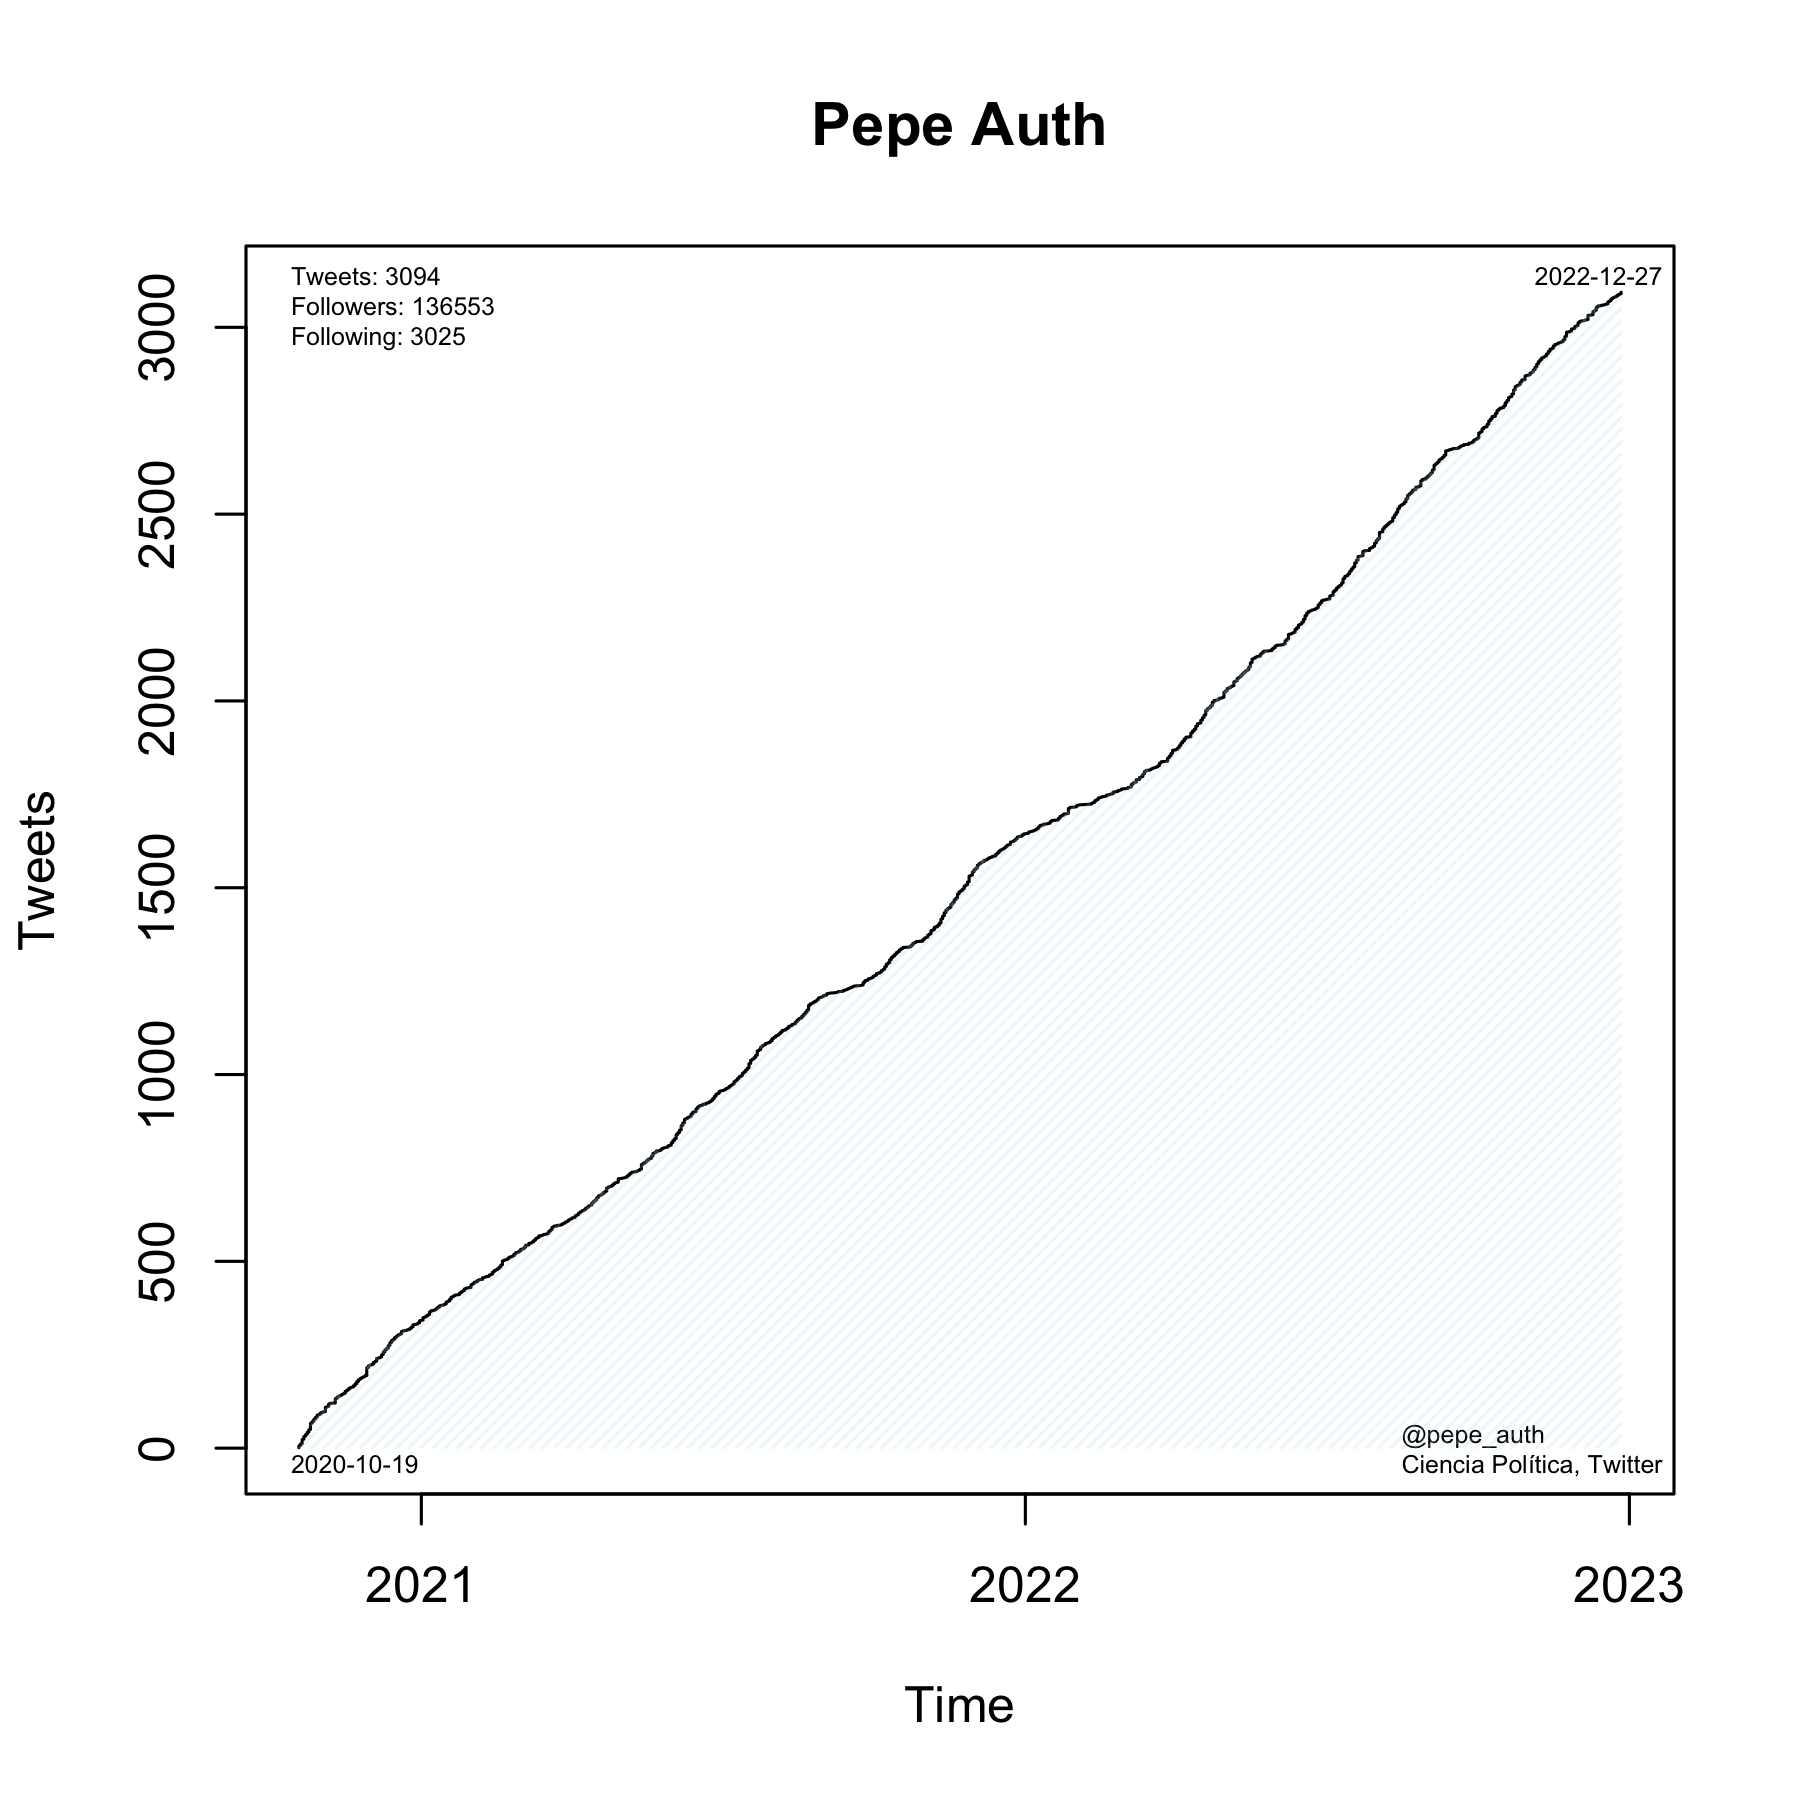 Pepe Auth
Tweets: 3094
Followers: 136553
Following: 3025
2022-12-27
3000
2500
2000
1500
1000
500
0
Tweets
@pepe_auth
2020-10-19
Ciencia Política, Twitter
2021
2022
2023
Time